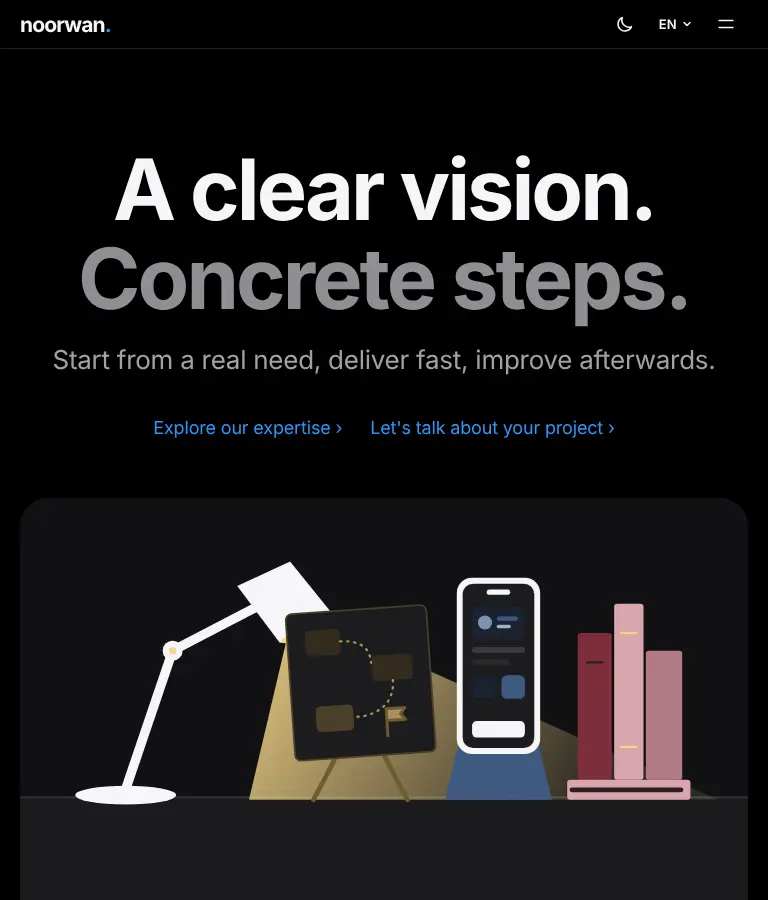 noorwan.
EN
A clear vision.
Concrete steps.
Start from a real need, deliver fast, improve afterwards.
Explore our expertise ›
Let's talk about your project ›